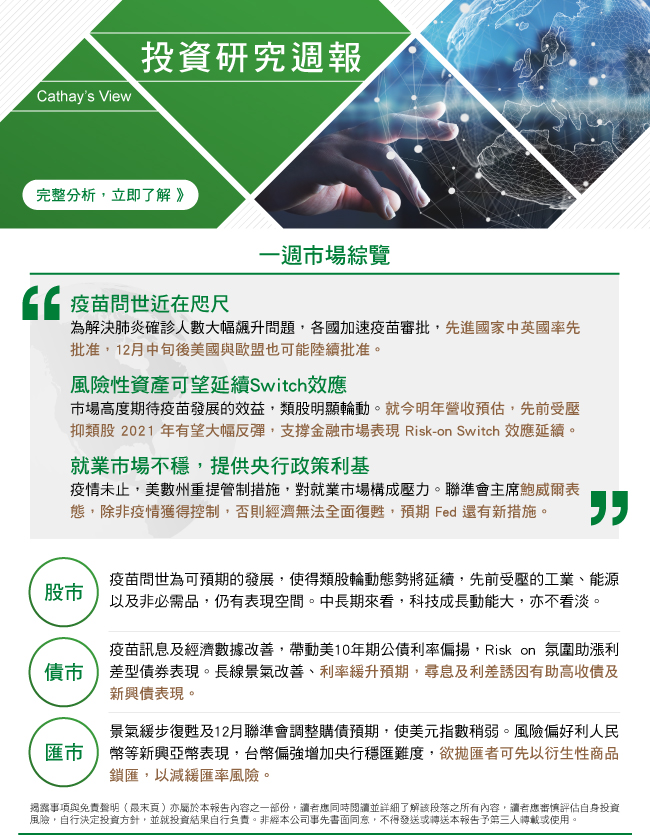 投資研究週報
Cathay's View
完整分析，立即了解 》
一週市場綜覽
疫苗問世近在咫尺
為解決肺炎確診人數大幅飆升問題，各國加速疫苗審批，先進國家中英國率先
批准，12月中旬後美國與歐盟也可能陸續批准。
風險性資產可望延續Switch效應
市場高度期待疫苗發展的效益，類股明顯輪動。就今明年營收預估，先前受壓
抑類股 2021 年有望大幅反彈，支撐金融市場表現 Risk-on Switch 效應延續。
就業市場不穩，提供央行政策利基
疫情未止，美數州重提管制措施，對就業市場構成壓力。聯準會主席鮑威爾表
態，除非疫情獲得控制，否則經濟無法全面復甦，預期 Fed 還有新措施。
股市
疫苗問世為可預期的發展，使得類股輪動態勢將延續，先前受壓的工業、能源
以及非必需品，仍有表現空間。中長期來看，科技成長動能大，亦不看淡。
債市
疫苗訊息及經濟數據改善，帶動美10年期公債利率偏揚，Risk on 氛圍助漲利
差型債券表現。長線景氣改善、利率緩升預期，尋息及利差誘因有助高收債及
新興債表現。
匯市
景氣緩步復甦及12月聯準會調整購債預期，使美元指數稍弱。風險偏好利人民
幣等新興亞幣表現，台幣偏強增加央行穩匯難度，欲拋匯者可先以衍生性商品
鎖匯，以減緩匯率風險。
揭露事項與免責聲明（最末頁）亦屬於本報告內容之一部份，讀者應同時閱讀並詳細了解該段落之所有內容，讀者應審慎評估自身投資
風險，自行決定投資方針，並就投資結果自行負責。非經本公司事先書面同意，不得發送或轉送本報告予第三人轉載或使用。